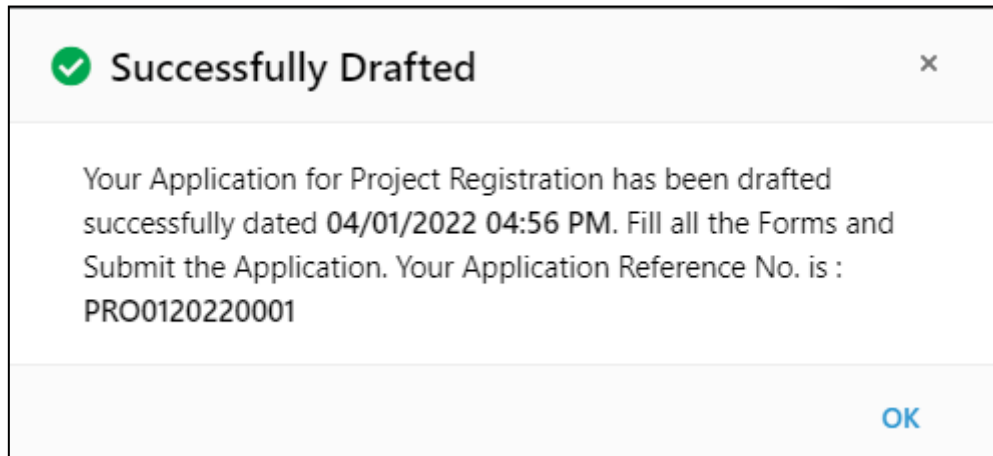 Successfully Drafted
×
Your Application for Project Registration has been drafted
successfully dated 04/01/2022 04:56 PM. Fill all the Forms and
Submit the Application. Your Application Reference No. is :
PRO0120220001
OK